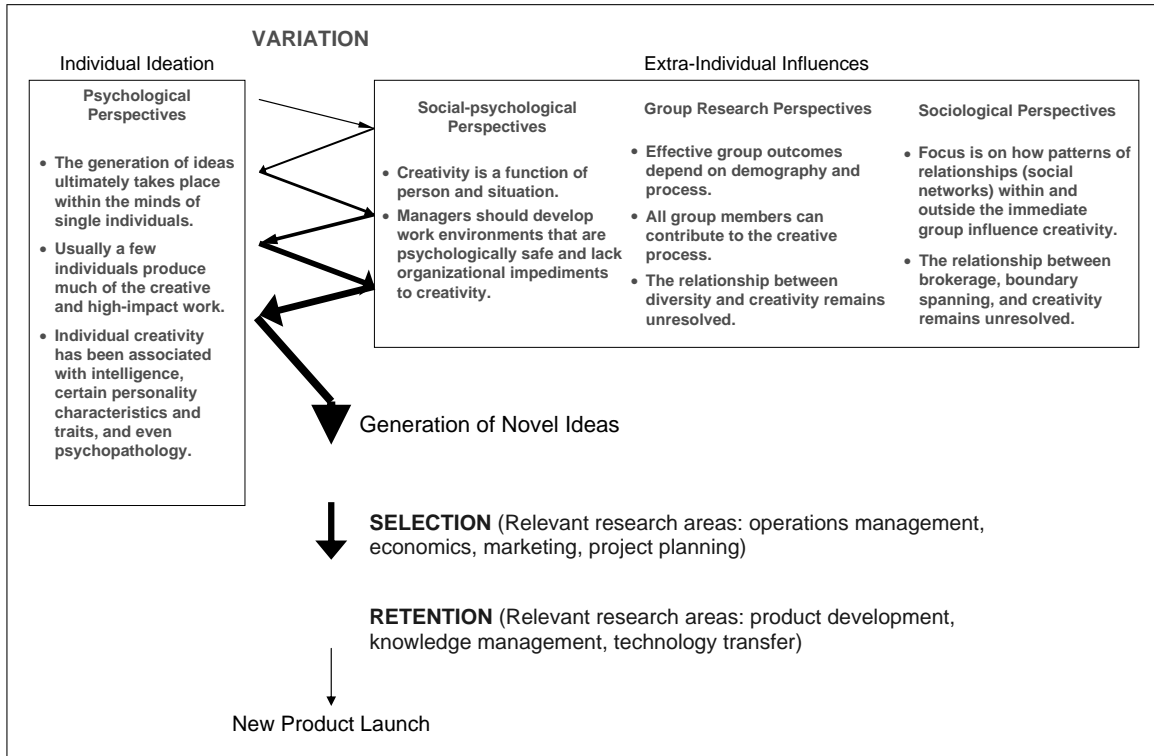 VARIATION
Individual Ideation
Psychological
Perspectives
• The generation of ideas
ultimately takes place
within the minds of
single individuals.
• Usually a few
individuals produce
much of the creative
and high-impact work.
• Individual creativity
has been associated
with intelligence,
certain personality
characteristics and
traits, and even
psychopathology.
Extra-Individual Influences
Social-psychological
Perspectives
• Creativity is a function of
person and situation.
• Managers should develop
work environments that are
psychologically safe and lack
organizational impediments
to creativity.
Group Research Perspectives
• Effective group outcomes
depend on demography and
process.
• All group members can
contribute to the creative
process.
• The relationship between
diversity and creativity remains
unresolved.
Sociological Perspectives
• Focus is on how patterns of
relationships (social
networks) within and
outside the immediate
group influence creativity.
• The relationship between
brokerage, boundary
spanning, and creativity
remains unresolved.
Generation of Novel Ideas
SELECTION (Relevant research areas: operations management,
economics, marketing, project planning)
RETENTION (Relevant research areas: product development,
knowledge management, technology transfer)
New Product Launch